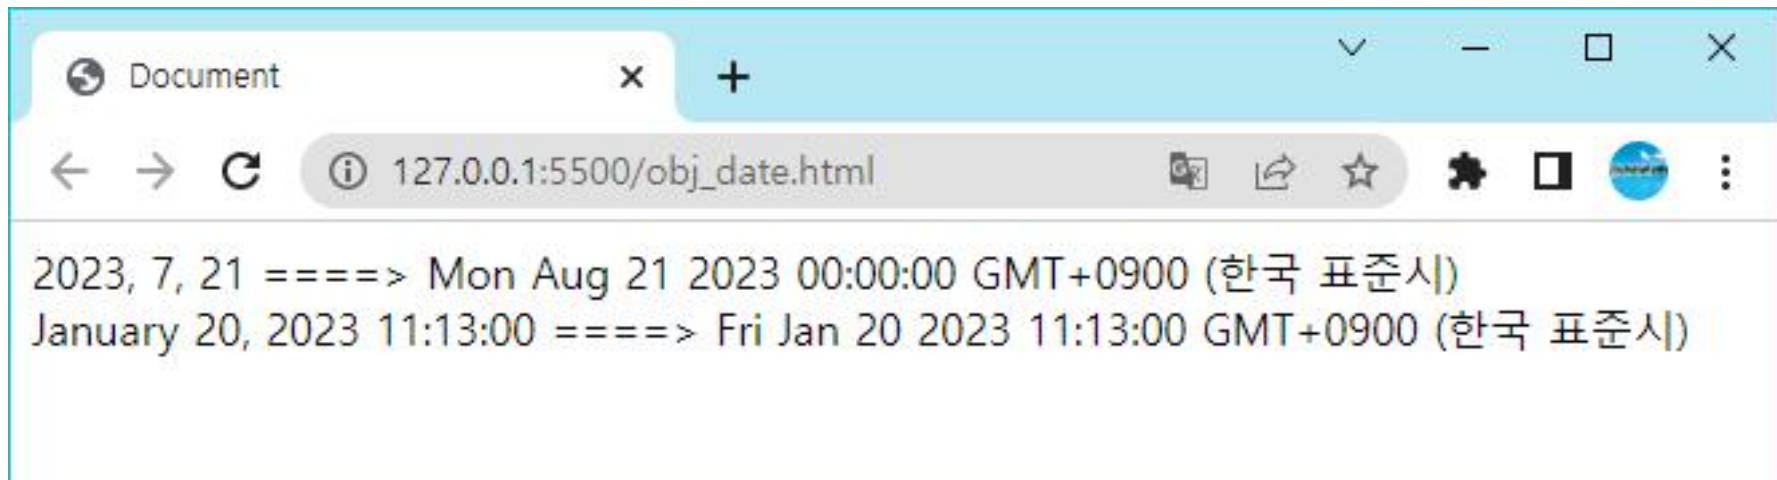 Document
127.0.0.1:5500/obj_date.html
2023, 7, 21 ====> Mon Aug 21 2023 00:00:00 GMT+0900 (한국 표준시)
January 20, 2023 11:13:00 ====> Fri Jan 20 2023 11:13:00 GMT+0900 (한국 표준시)